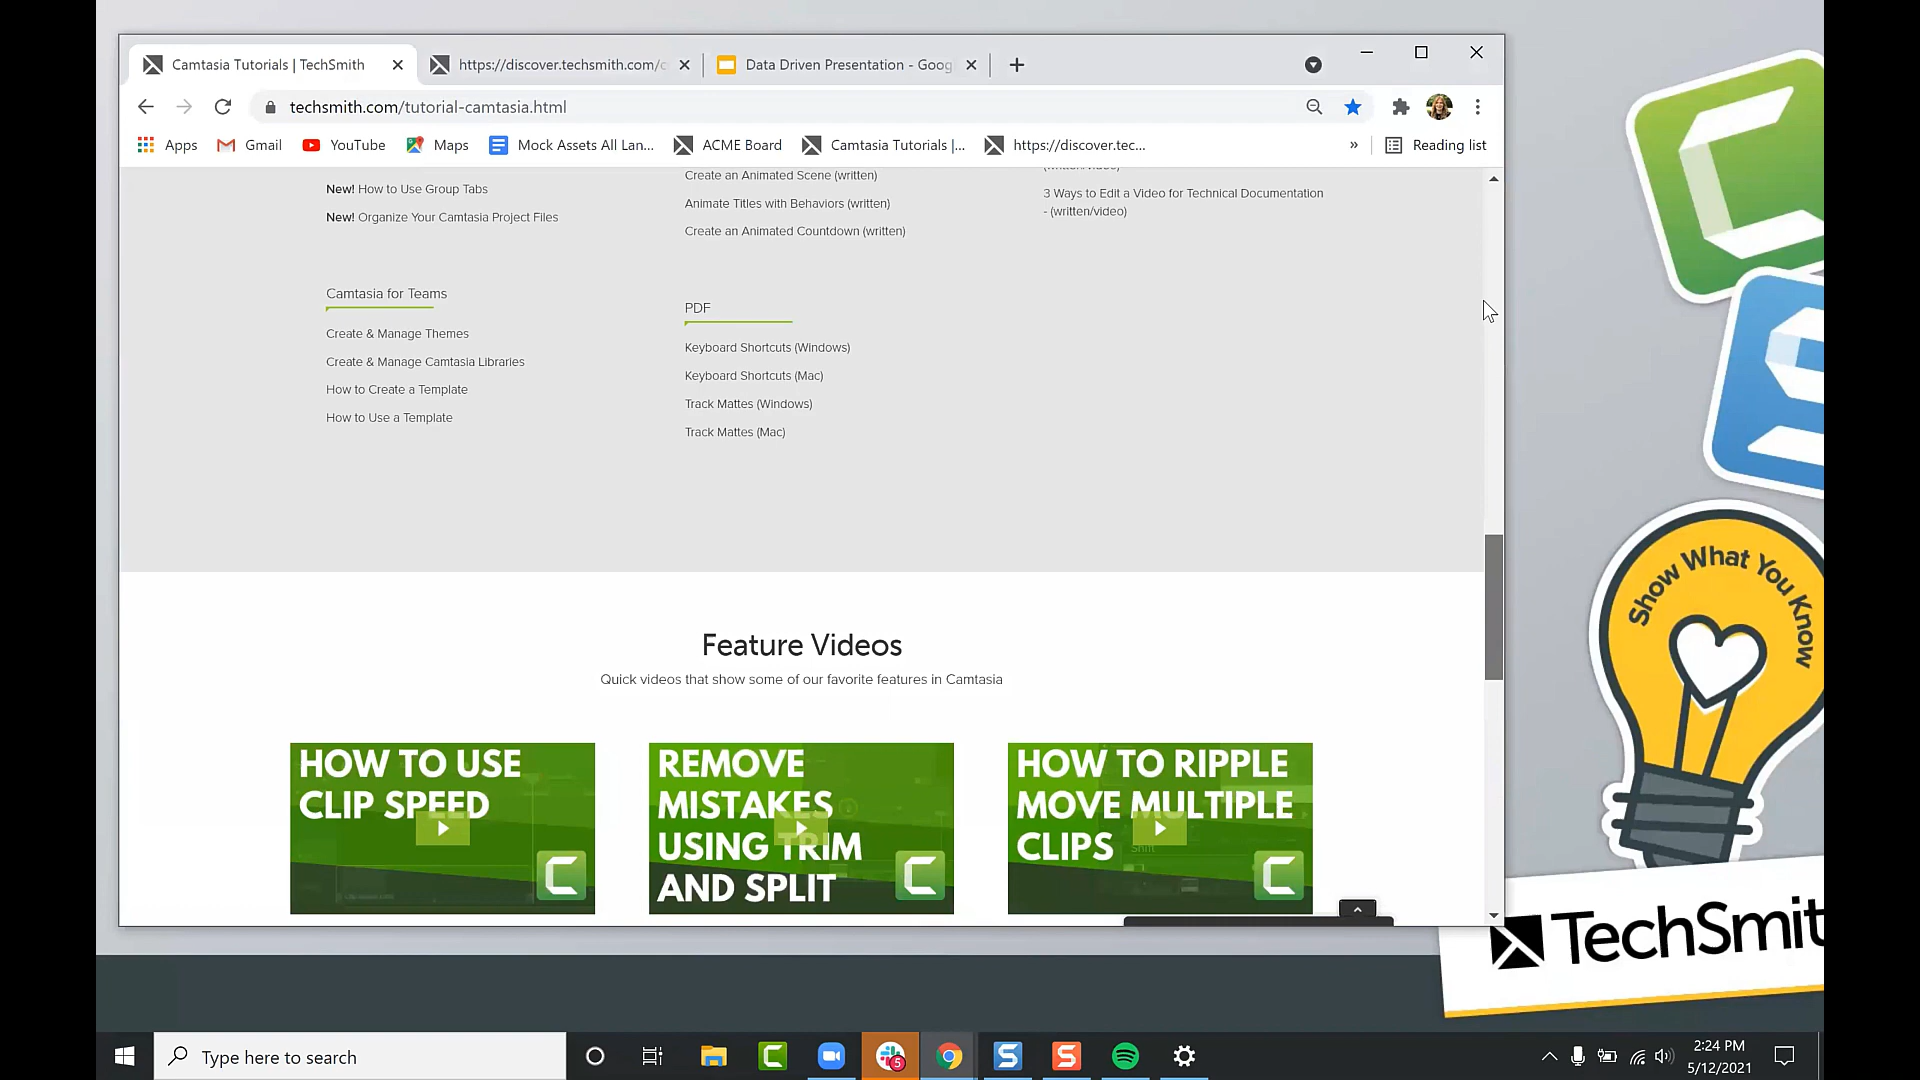 Camtasia Tutorials | TechSmith
https://discover.techsmith.com/c
Data Driven Presentation - Goog
techsmith.com/tutorial-camtasia.html
Apps
Gmail
YouTube
Maps
Mock Assets All Lan...
ACME Board
Camtasia Tutorials |...
https://discover.tec...
»
Reading list
New! How to Use Group Tabs
New! Organize Your Camtasia Project Files
Camtasia for Teams
Create & Manage Themes
Create & Manage Camtasia Libraries
How to Create a Template
How to Use a Template
Create an Animated Scene (written)
Animate Titles with Behaviors (written)
Create an Animated Countdown (written)
PDF
Keyboard Shortcuts (Windows)
Keyboard Shortcuts (Mac)
Track Mattes (Windows)
Track Mattes (Mac)
3 Ways to Edit a Video for Technical Documentation
- (written/video)
Feature Videos
Quick videos that show some of our favorite features in Camtasia
HOW TO USE
CLIP SPEED
REMOVE
MISTAKES
USING TRIM
AND SPLIT
HOW TO RIPPLE
MOVE MULTIPLE
CLIPS
Shift
Show What You Know
TechSmit
Type here to search
5
2:24 PM
5/12/2021